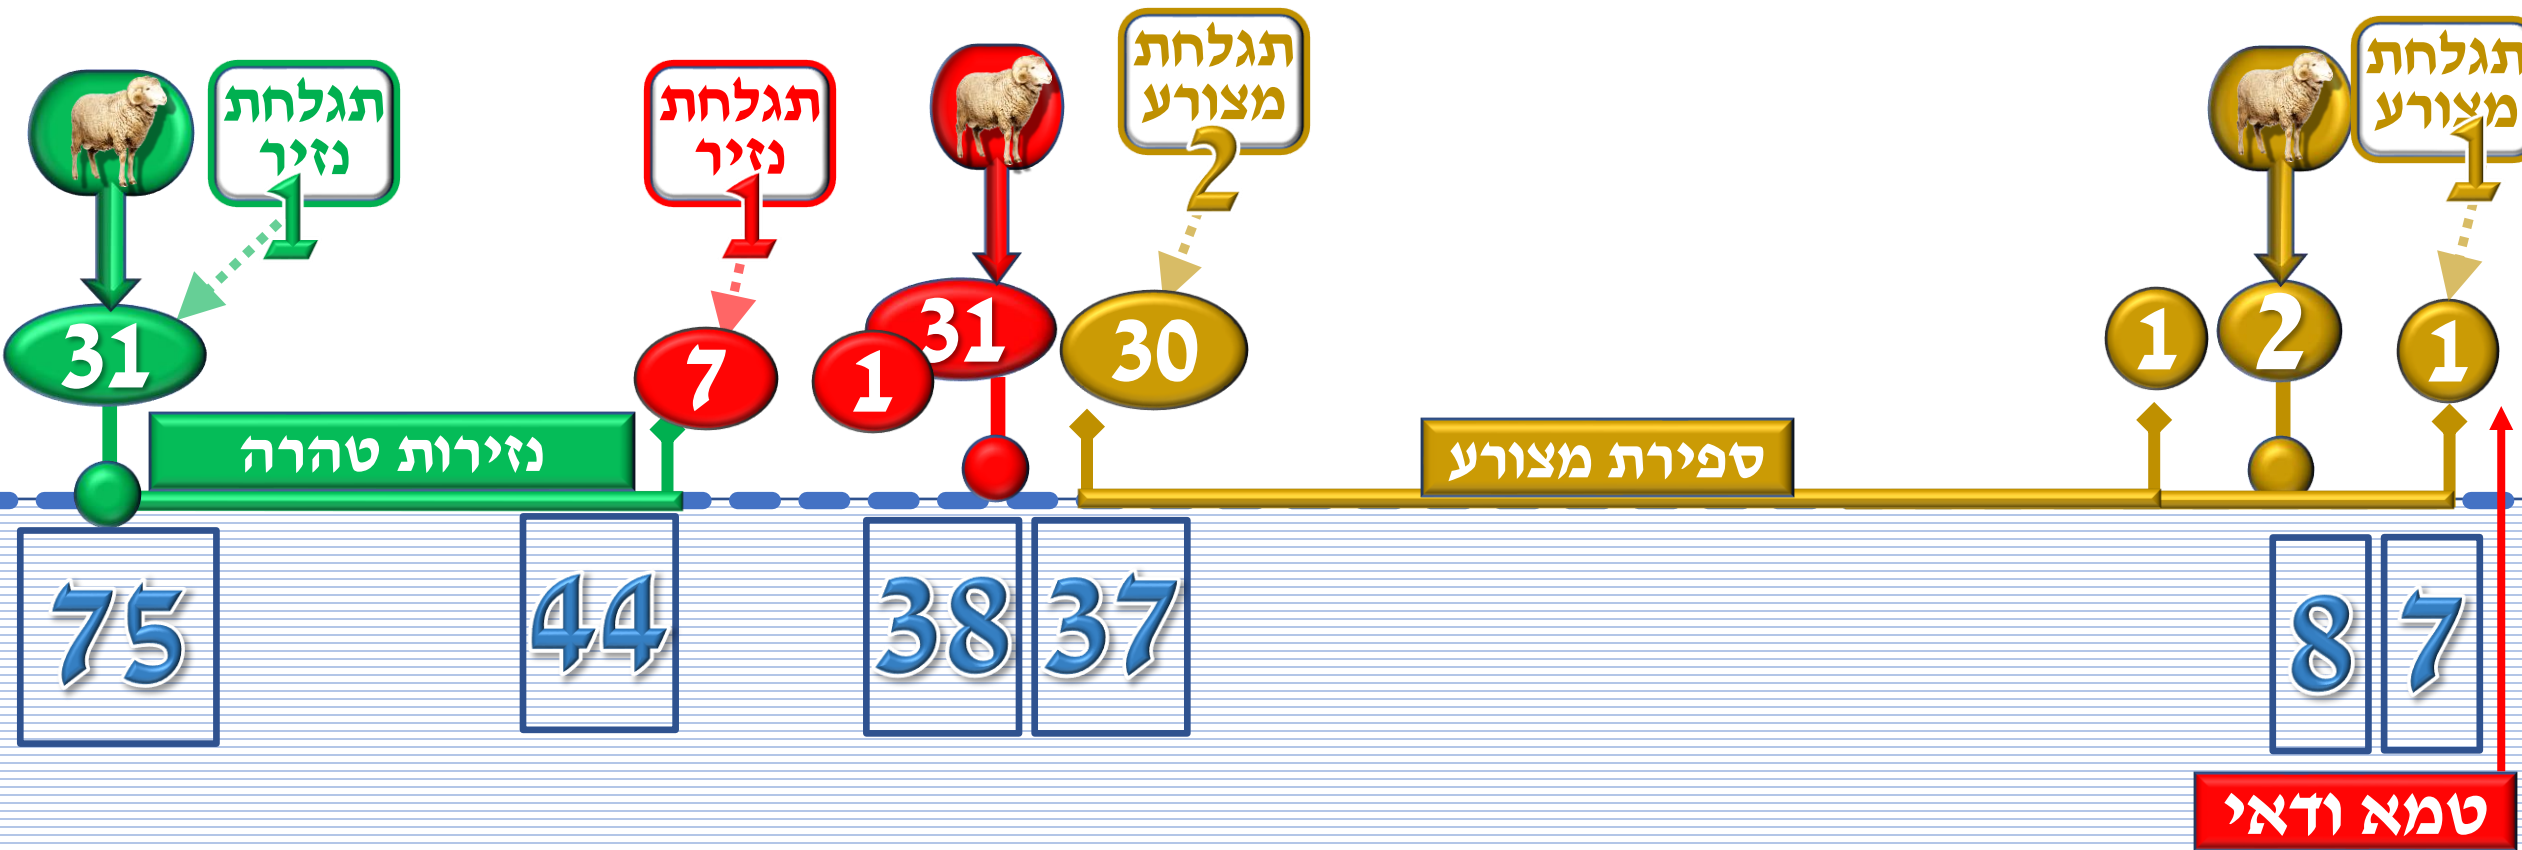 תגלחת
מצורע
1
תגלחת
מצורע
2
תגלחת
נזיר
1
תגלחת
נזיר
1
1
2
1
30
31
1
7
31
ספירת מצורע
נזירות טהרה
7
8
37
38
44
75
טמא ודאי